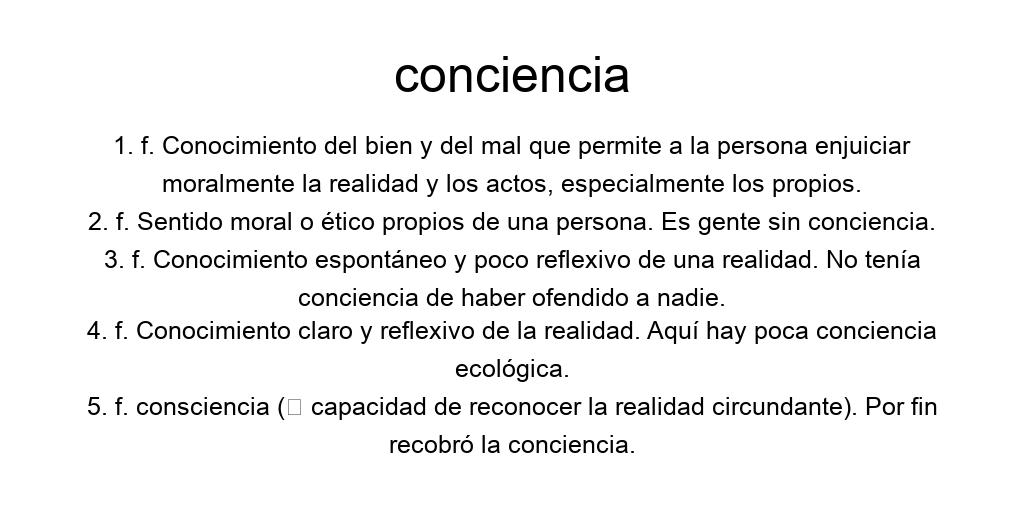 conciencia
1. f. Conocimiento del bien y del mal que permite a la persona enjuiciar
moralmente la realidad y los actos, especialmente los propios.
2. f. Sentido moral o ético propios de una persona. Es gente sin conciencia.
3. f. Conocimiento espontáneo y poco reflexivo de una realidad. No tenía
conciencia de haber ofendido a nadie.
4. f. Conocimiento claro y reflexivo de la realidad. Aquí hay poca conciencia
ecológica.
5. f. consciencia (□ capacidad de reconocer la realidad circundante). Por fin
recobró la conciencia.